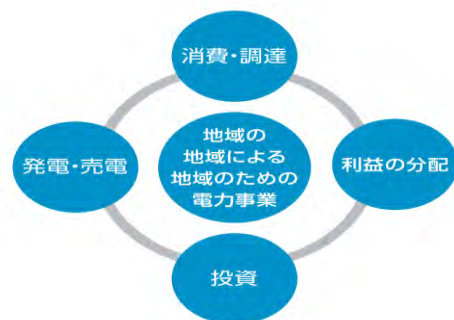 消費・調達
発電・売電
地域の
地域による
地域のための
電力事業
利益の分配
投資